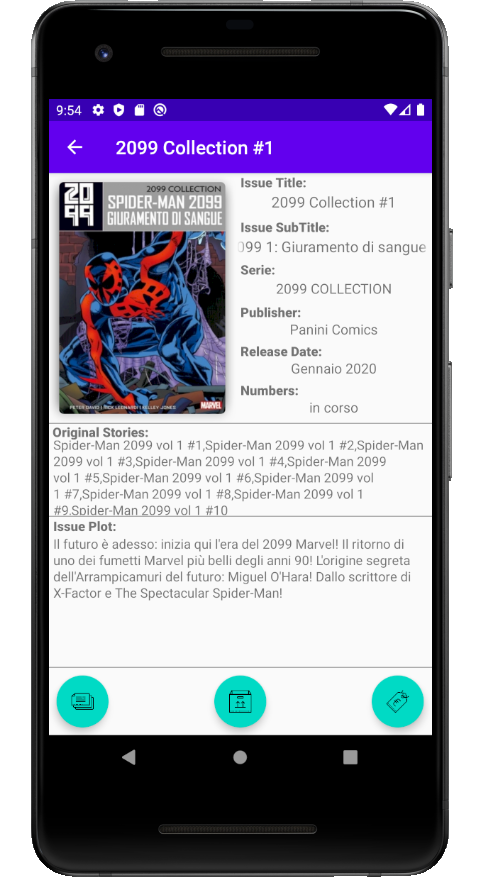 9:54
2099 Collection #1
20
99
2099 COLLECTION
SPIDER-MAN 2099
GIURAMENTO DI SANGUE
PETER DAVID | RICK LEONARDI | KELLEY JONES
MARVEL
Issue Title:
2099 Collection #1
Issue SubTitle:
099 1: Giuramento di sangue
Serie:
2099 COLLECTION
Publisher:
Panini Comics
Release Date:
Gennaio 2020
Numbers:
in corso
Original Stories:
Spider-Man 2099 vol 1 #1,Spider-Man 2099 vol 1 #2,Spider-Man
2099 vol 1 #3,Spider-Man 2099 vol 1 #4,Spider-Man 2099
vol 1 #5,Spider-Man 2099 vol 1 #6,Spider-Man 2099 vol
1 #7,Spider-Man 2099 vol 1 #8,Spider-Man 2099 vol 1
#9,Spider-Man 2099 vol 1 #10
Issue Plot:
Il futuro è adesso: inizia qui l'era del 2099 Marvel! Il ritorno di
uno dei fumetti Marvel più belli degli anni 90! L'origine segreta
dell'Arrampicamuri del futuro: Miguel O'Hara! Dallo scrittore di
X-Factor e The Spectacular Spider-Man!